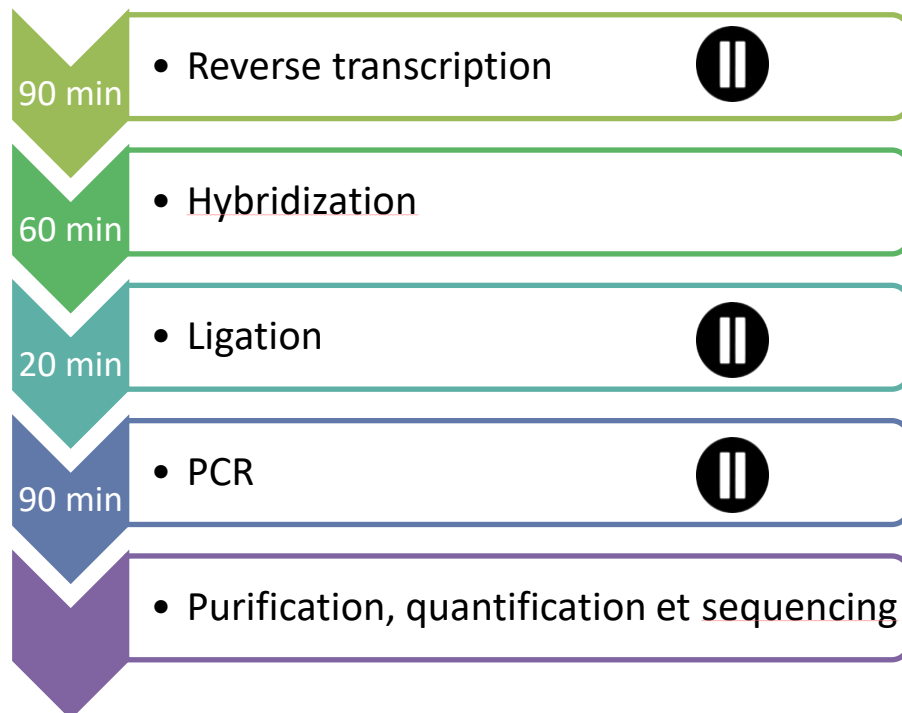 90 min
• Reverse transcription
60 min
• Hybridization
20 min
• Ligation
90 min
• PCR
• Purification, quantification et sequencing